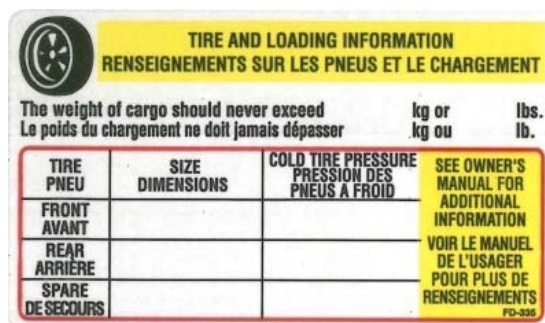 TIRE AND LOADING INFORMATION
RENSEIGNEMENTS SUR LES PNEUS ET LE CHARGEMENT
The weight of cargo should never exceed kg or lbs.
Le poids du chargement ne doit jamais dépasser kg ou lb.
TIRE
PNEU
SIZE
DIMENSIONS
COLD TIRE PRESSURE
PRESSION DES
PNEUS A FROID
SEE OWNER'S
MANUAL FOR
ADDITIONAL
INFORMATION
VOIR LE MANUEL
DE L'USAGER
POUR PLUS DE
RENSEIGNEMENTS
FD-335
FRONT
AVANT
REAR
ARRIÈRE
SPARE
DE SECOURS